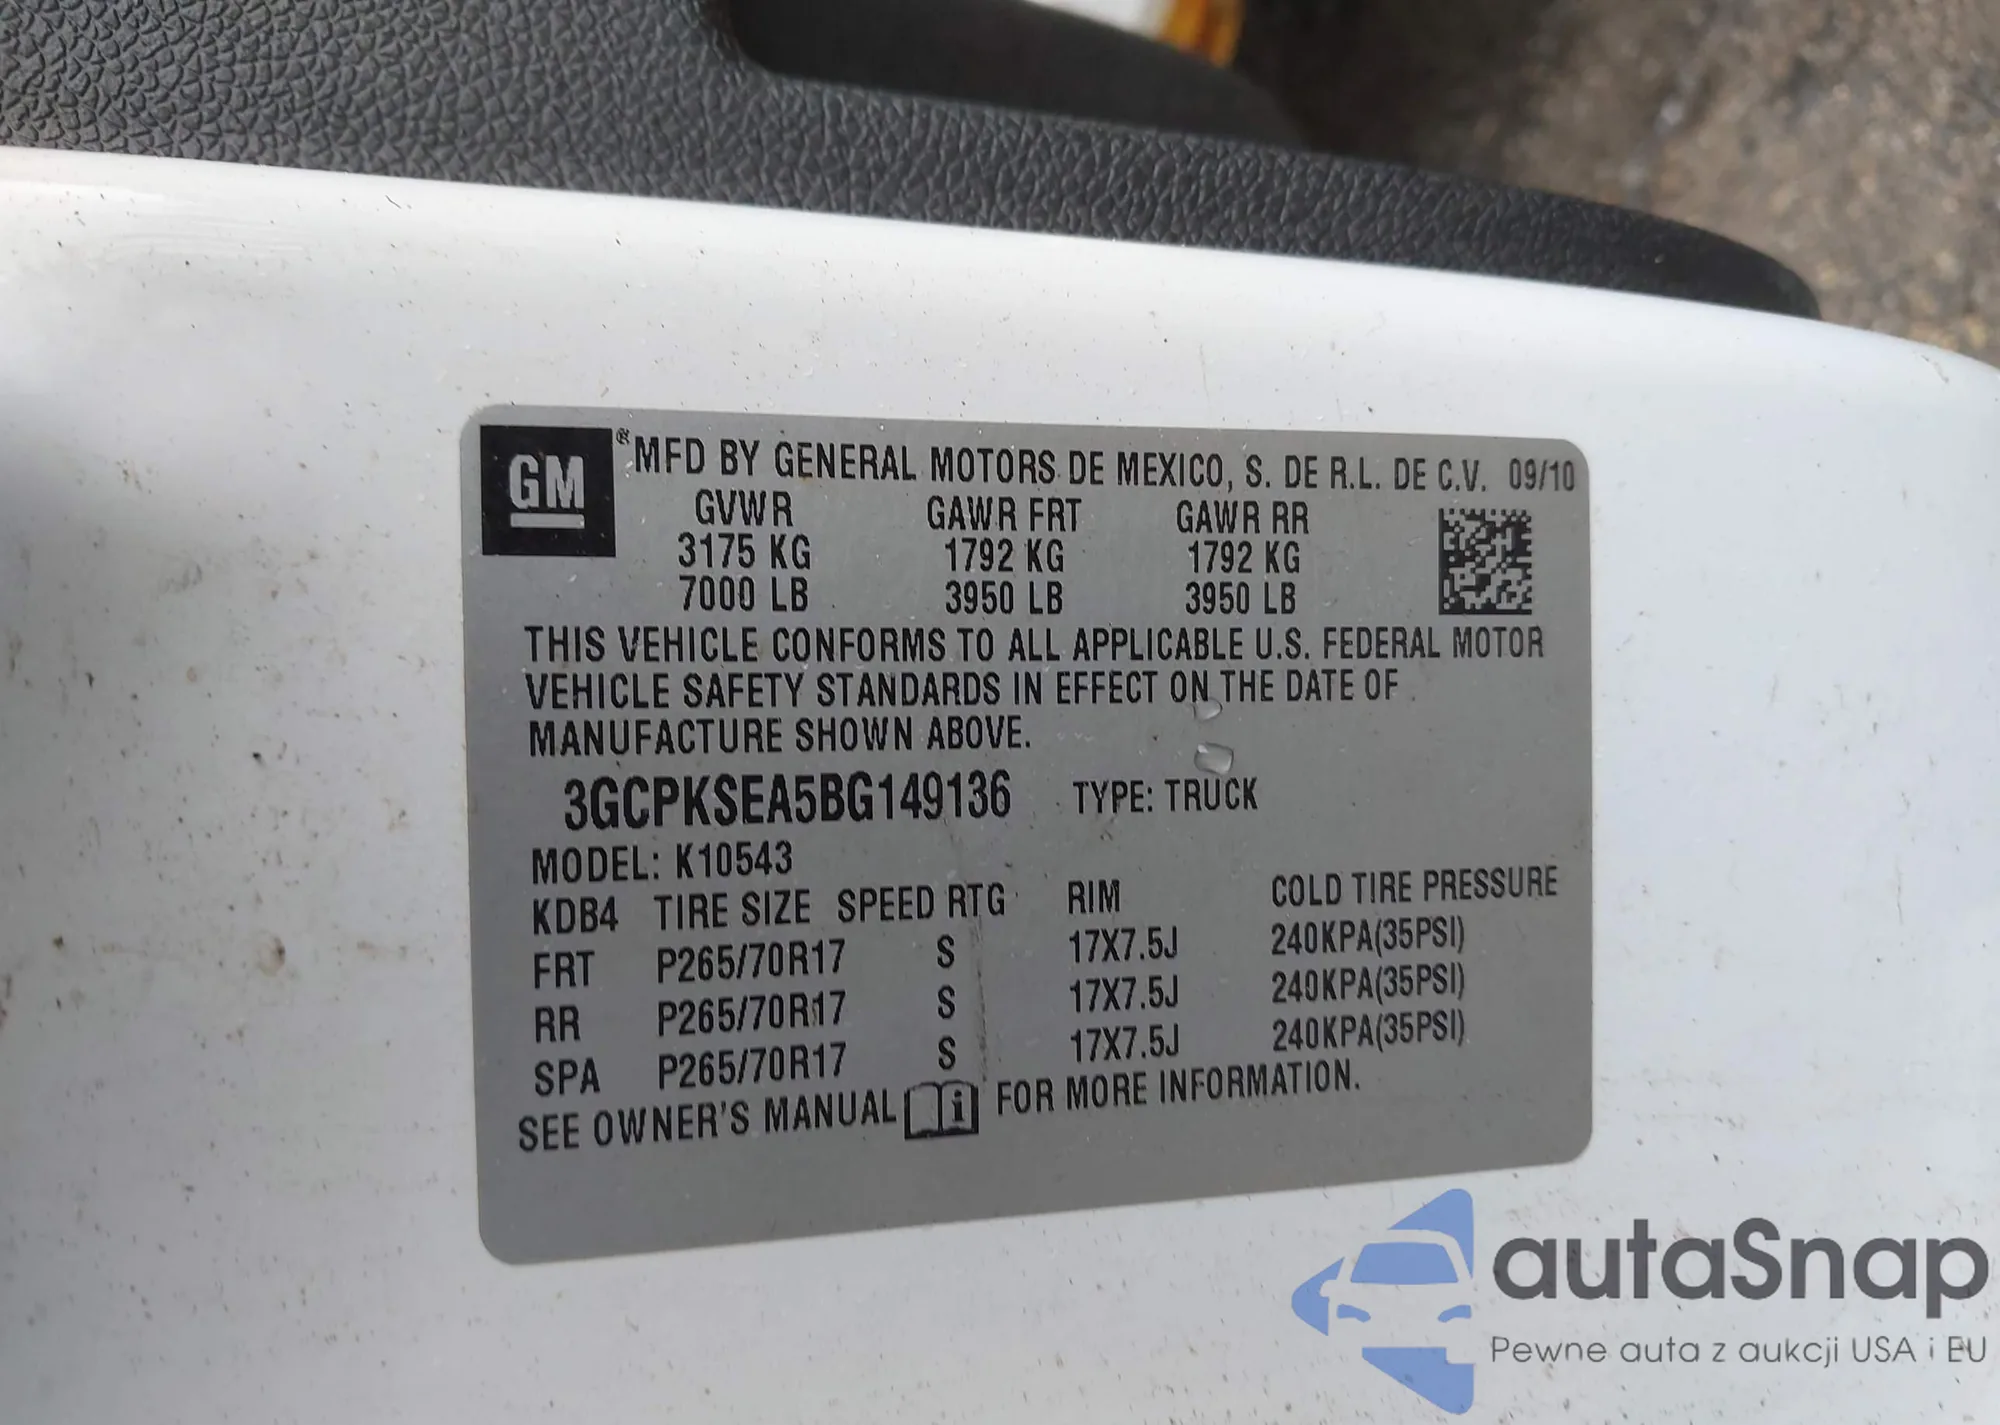 GM
® MFD BY GENERAL MOTORS DE MEXICO, S. DE R.L. DE C.V. 09/10
GVWR GAWR FRT GAWR RR
3175 KG 1792 KG 1792 KG
7000 LB 3950 LB 3950 LB
THIS VEHICLE CONFORMS TO ALL APPLICABLE U.S. FEDERAL MOTOR
VEHICLE SAFETY STANDARDS IN EFFECT ON THE DATE OF
MANUFACTURE SHOWN ABOVE.
3GCPKSEA5BG149136 TYPE: TRUCK
MODEL: K10543
KDB4 TIRE SIZE SPEED RTG RIM COLD TIRE PRESSURE
FRT P265/70R17 S 17X7.5J 240KPA(35PSI)
RR P265/70R17 S 17X7.5J 240KPA(35PSI)
SPA P265/70R17 S 17X7.5J 240KPA(35PSI)
SEE OWNER'S MANUAL i FOR MORE INFORMATION.
autaSnap
Pewne auta z aukcji USA i EU